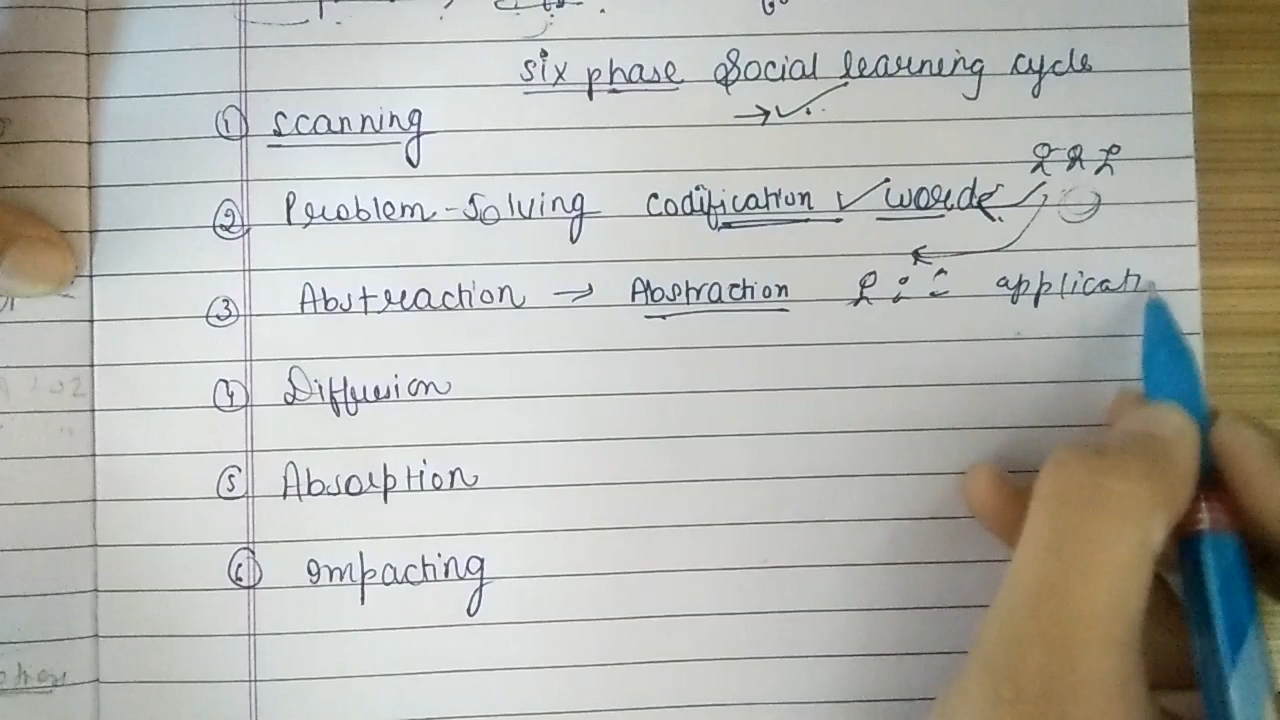 six phase Social learning cycle
① scanning
② Problem-Solving codification words
③ Abstraction → Abstraction applicati
④ Diffusion
⑤ Absorption
⑥ Impacting